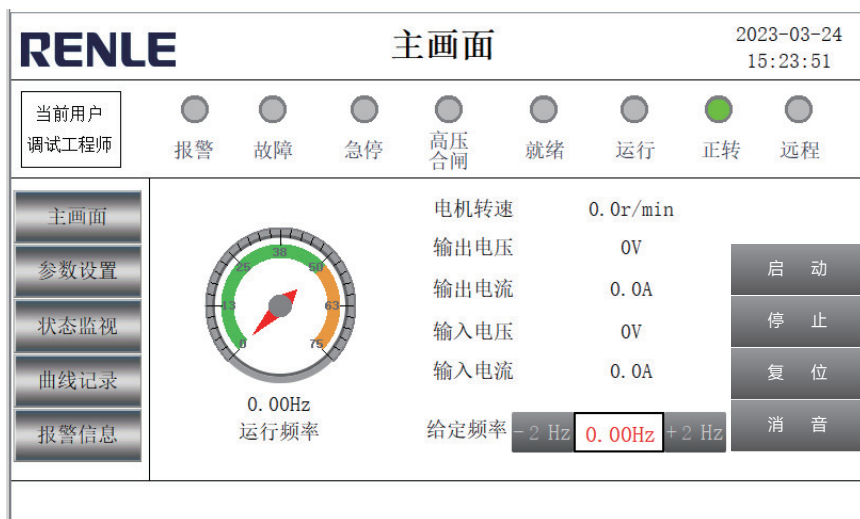 RENLE
主画面
2023-03-24
15:23:51
当前用户
调试工程师
报警
故障
急停
高压
合闸
就绪
运行
正转
远程
主画面
参数设置
状态监视
曲线记录
报警信息
0
13
25
38
50
63
75
0.00Hz
运行频率
电机转速 0.0r/min
输出电压 0V
输出电流 0.0A
输入电压 0V
输入电流 0.0A
给定频率 -2 Hz 0.00Hz +2 Hz
启 动
停 止
复 位
消 音